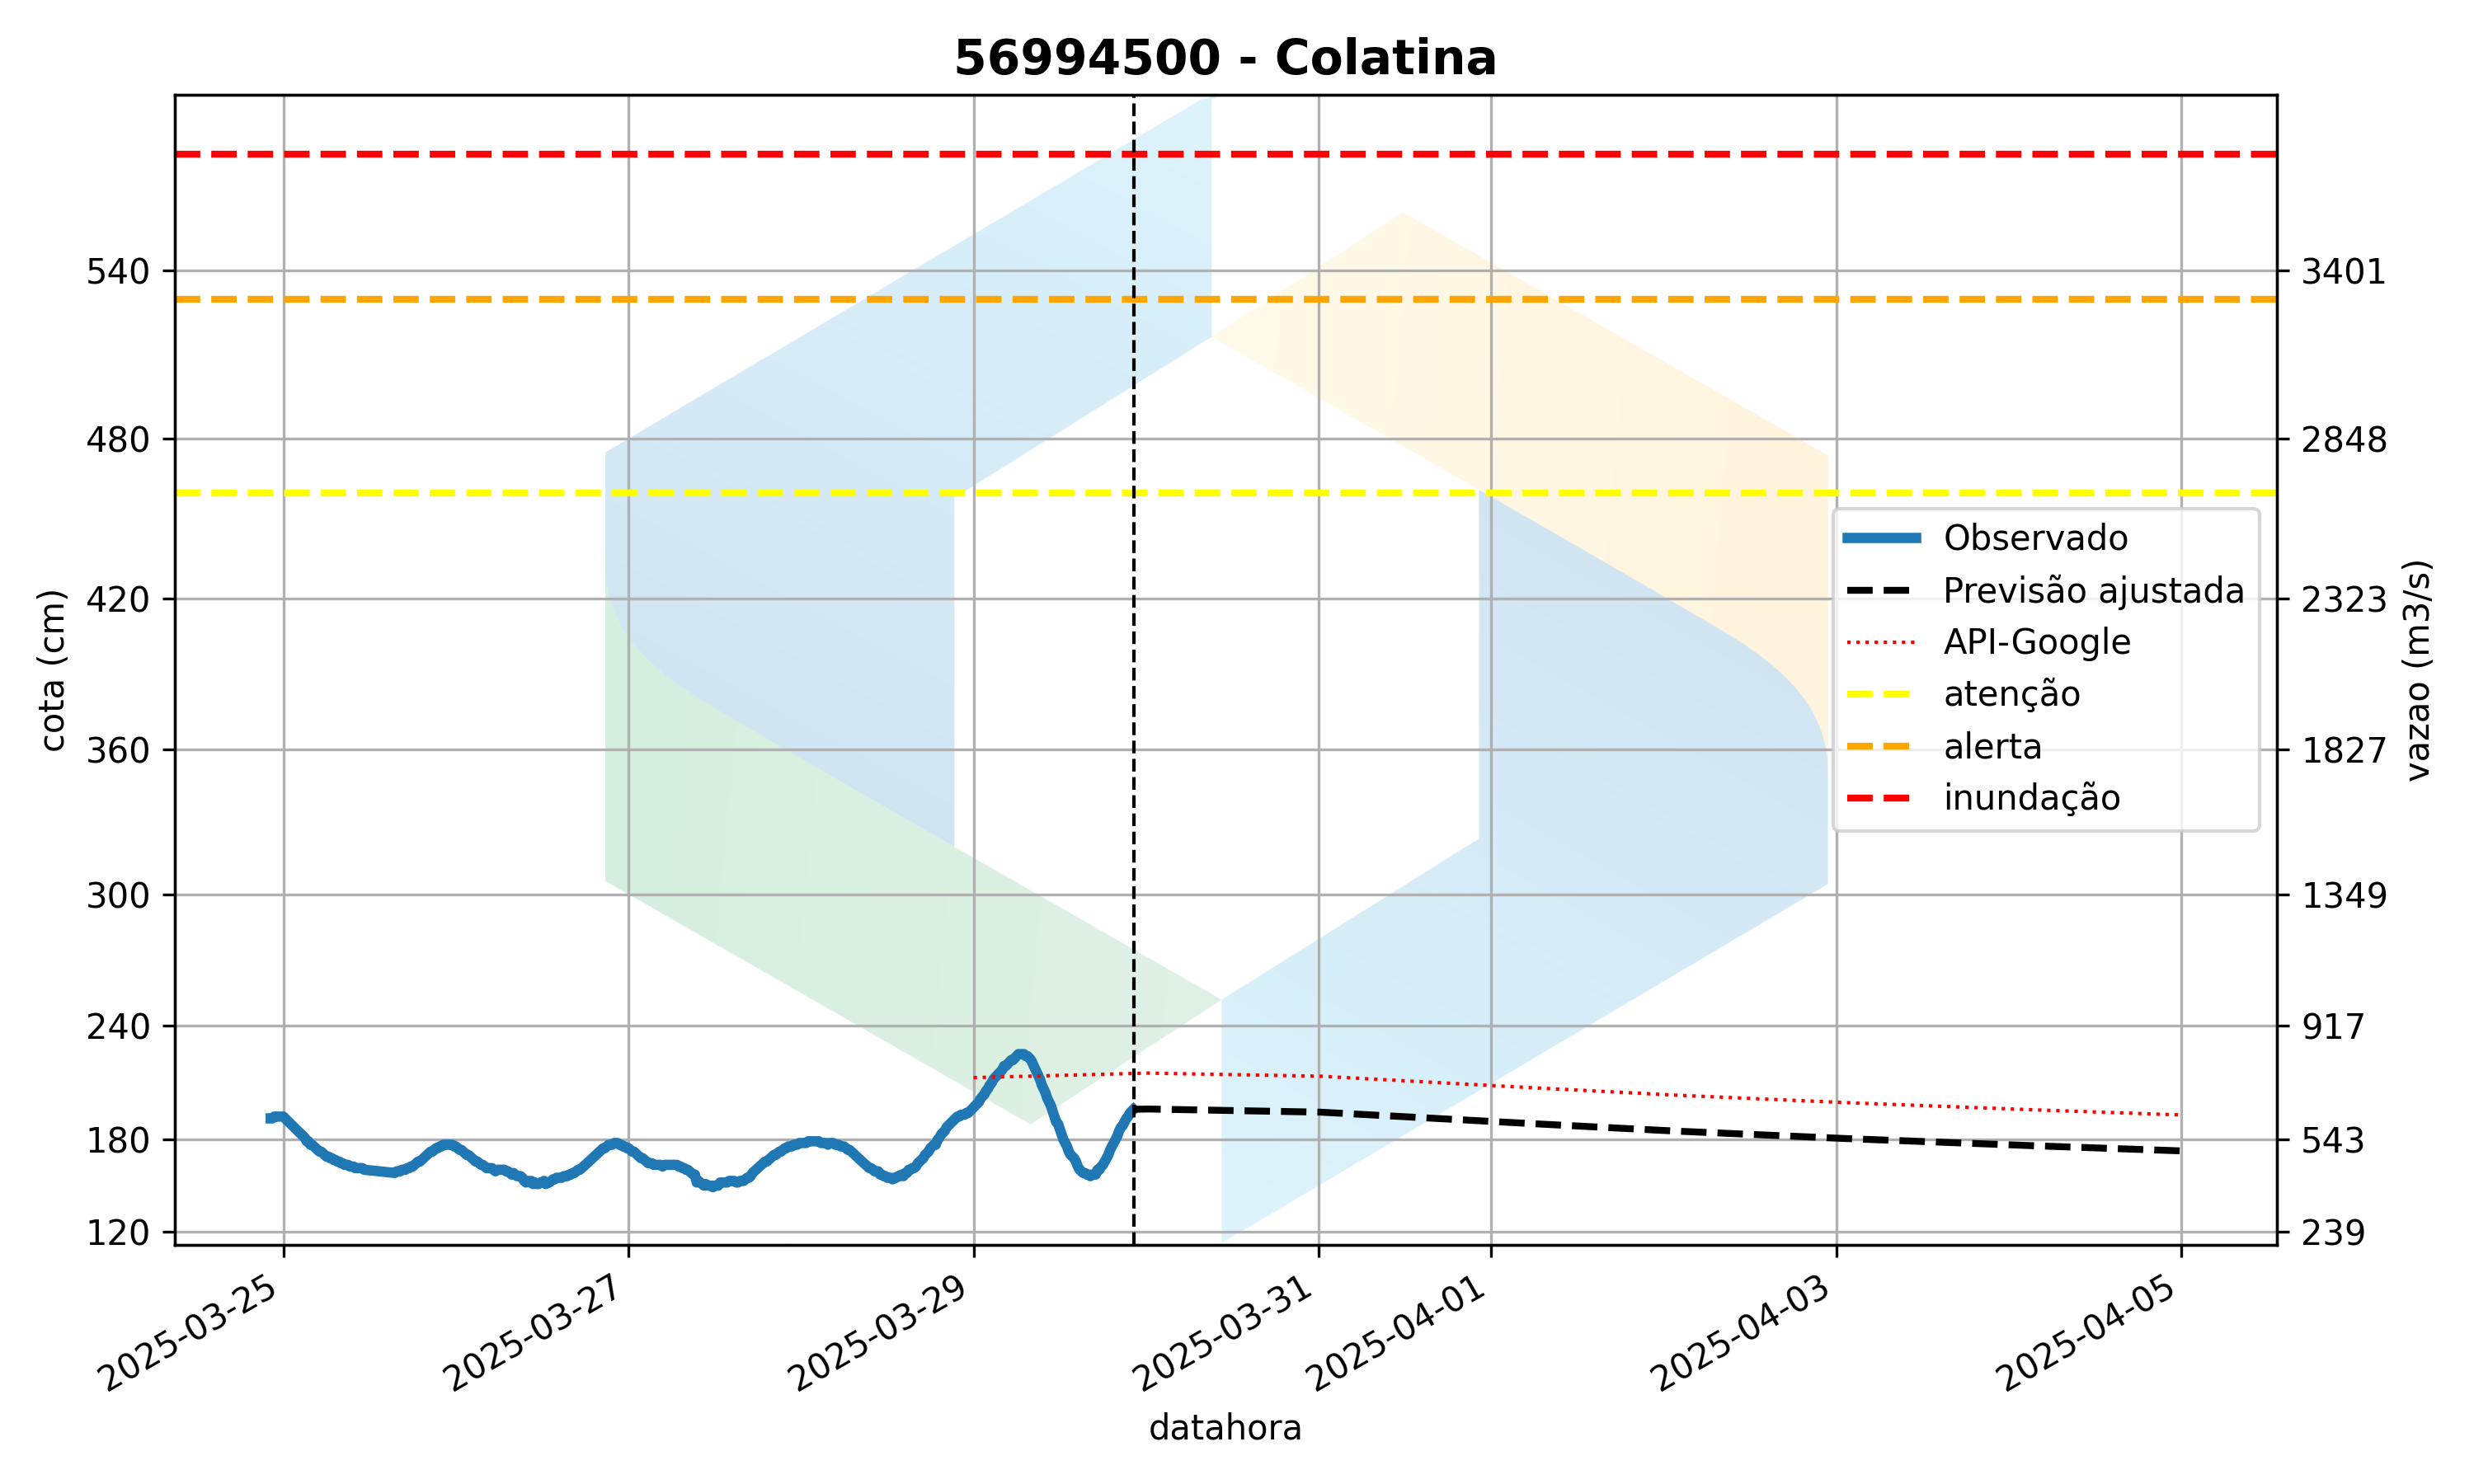 56994500 - Colatina
540
480
420
360
300
240
180
120
cota (cm)
3401
2848
2323
1827
1349
917
543
239
vazao (m3/s)
Observado
Previsão ajustada
API-Google
atenção
alerta
inundação
2025-03-25
2025-03-27
2025-03-29
2025-03-31
2025-04-01
2025-04-03
2025-04-05
datahora